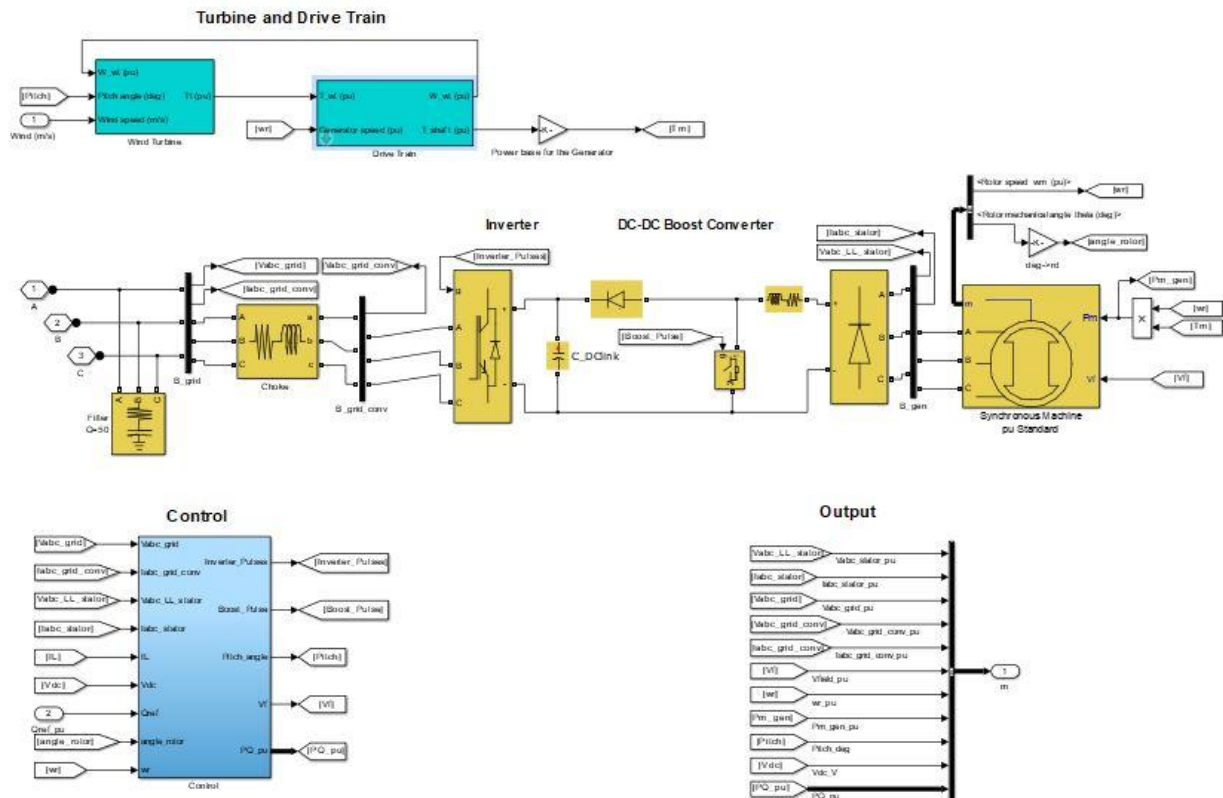 Turbine and Drive Train
W_wt (pu)
[Pitch]
Pitch angle (deg)
Tt (pu)
1
Wind speed (m/s)
Wind (m/s)
Wind Turbine
T_wt (pu)
W_wt (pu)
[wr]
Generator speed (pu)
T_shaft (pu)
-K-
[Tm]
Drive Train
Power base for the Generator
<Rotor speed wm (pu)>
[wr]
<Rotor mechanical angle theta (deg)>
-K-
[angle_rotor]
deg->rd
Inverter
DC-DC Boost Converter
[Iabc_stator]
[Vabc_LL_stator]
[Vabc_grid]
[Vabc_grid_conv]
[Inverter_Pulses]
[Iabc_grid_conv]
[Pm_gen]
1
A
2
B
3
C
A
B
C
a
b
c
g
+
-
A
B
C
[Boost_Pulse]
C_DClink
+
-
A
B
C
m
A
B
C
Pm
Vf
×
[wr]
[Tm]
[Vf]
B_grid
Choke
B_grid_conv
B_gen
Synchronous Machine
pu Standard
A
B
C
Filter
Q=50
Control
[Vabc_grid]
Vabc_grid
[Iabc_grid_conv]
Iabc_grid_conv
[Vabc_LL_stator]
Vabc_LL_stator
[Iabc_stator]
Iabc_stator
[IL]
IL
[Vdc]
Vdc
2
Qref
Qref_pu
[angle_rotor]
angle_rotor
[wr]
wr
Inverter_Pulses
[Inverter_Pulses]
Boost_Pulse
[Boost_Pulse]
Pitch_angle
[Pitch]
Vf
[Vf]
PQ_pu
[PQ_pu]
Control
Output
[Vabc_LL_stator]
Vabc_stator_pu
[Iabc_stator]
Iabc_stator_pu
[Vabc_grid]
Vabc_grid_pu
[Vabc_grid_conv]
Vabc_grid_conv_pu
[Iabc_grid_conv]
Iabc_grid_conv_pu
[Vf]
Vfield_pu
[wr]
wr_pu
[Pm_gen]
Pm_gen_pu
[Pitch]
Pitch_deg
[Vdc]
Vdc_V
[PQ_pu]
PQ_pu
1
m